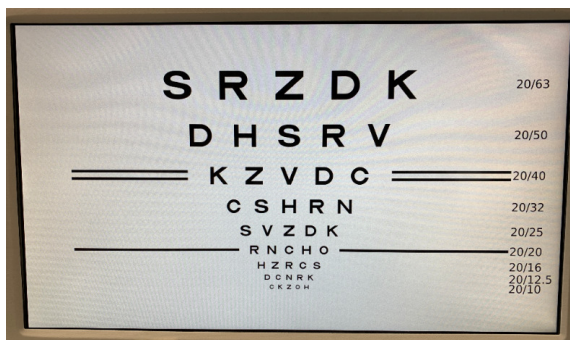 S R Z D K 20/63
D H S R V 20/50
K Z V D C 20/40
C S H R N 20/32
S V Z D K 20/25
R N C H O 20/20
H Z R C S 20/16
D C N R K 20/12.5
C K Z O H 20/10